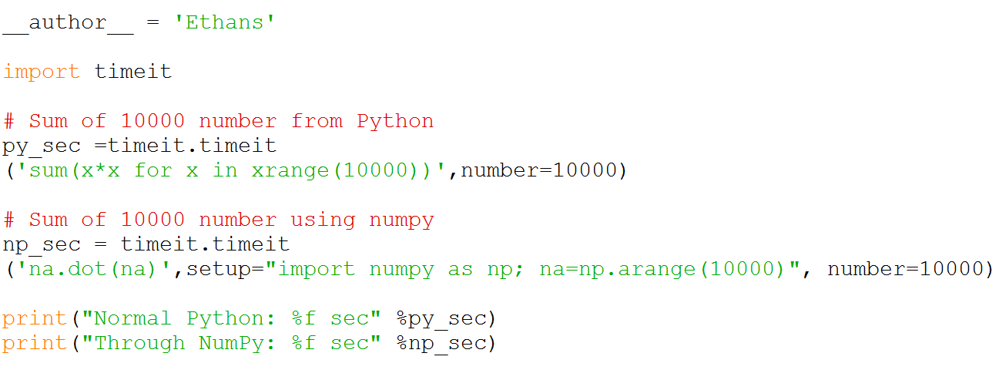 __author__ = 'Ethans'
import timeit
# Sum of 10000 number from Python
py_sec =timeit.timeit
('sum(x*x for x in xrange(10000))',number=10000)
# Sum of 10000 number using numpy
np_sec = timeit.timeit
('na.dot(na)',setup="import numpy as np; na=np.arange(10000)", number=10000)
print("Normal Python: %f sec" %py_sec)
print("Through NumPy: %f sec" %np_sec)